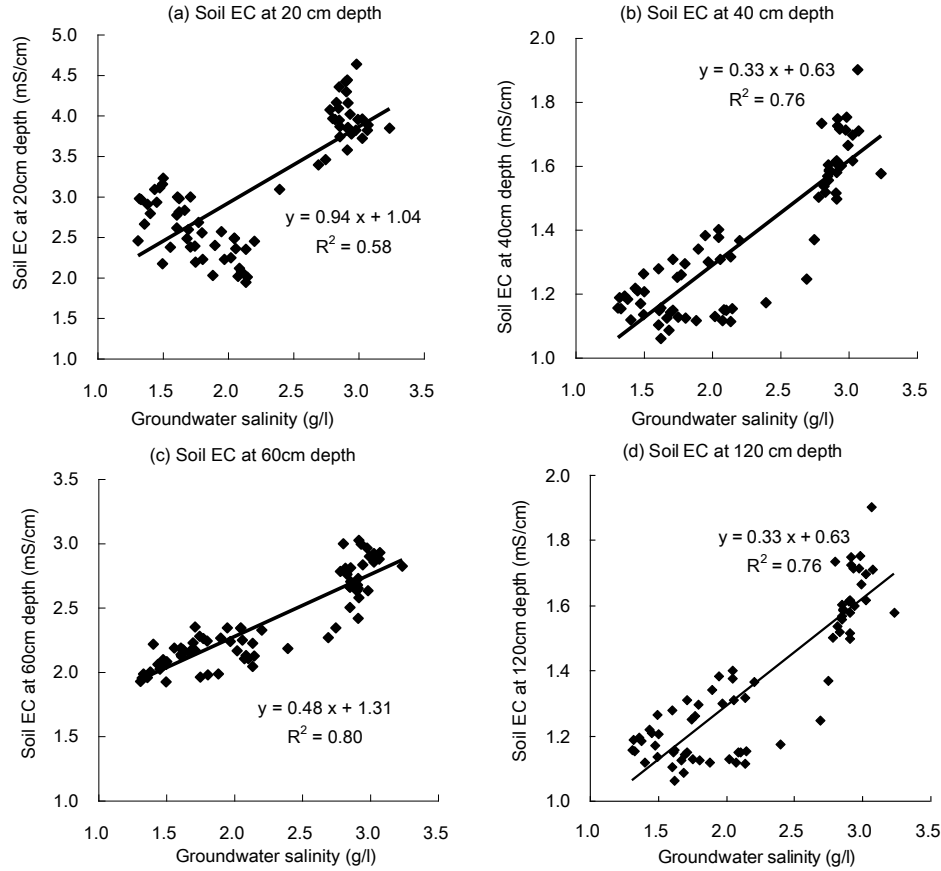 (a) Soil EC at 20 cm depth
Soil EC at 20cm depth (mS/cm)
5.0
4.5
4.0
3.5
3.0
2.5
2.0
1.5
1.0
y = 0.94 x + 1.04
R² = 0.58
1.0 1.5 2.0 2.5 3.0 3.5
Groundwater salinity (g/l)
(b) Soil EC at 40 cm depth
Soil EC at 40cm depth (mS/cm)
2.0
1.8
1.6
1.4
1.2
1.0
y = 0.33 x + 0.63
R² = 0.76
1.0 1.5 2.0 2.5 3.0 3.5
Groundwater salinity (g/l)
(c) Soil EC at 60cm depth
Soil EC at 60cm depth (mS/cm)
3.5
3.0
2.5
2.0
1.5
1.0
y = 0.48 x + 1.31
R² = 0.80
1.0 1.5 2.0 2.5 3.0 3.5
Groundwater salinity (g/l)
(d) Soil EC at 120 cm depth
Soil EC at 120cm depth (mS/cm)
2.0
1.8
1.6
1.4
1.2
1.0
y = 0.33 x + 0.63
R² = 0.76
1.0 1.5 2.0 2.5 3.0 3.5
Groundwater salinity (g/l)